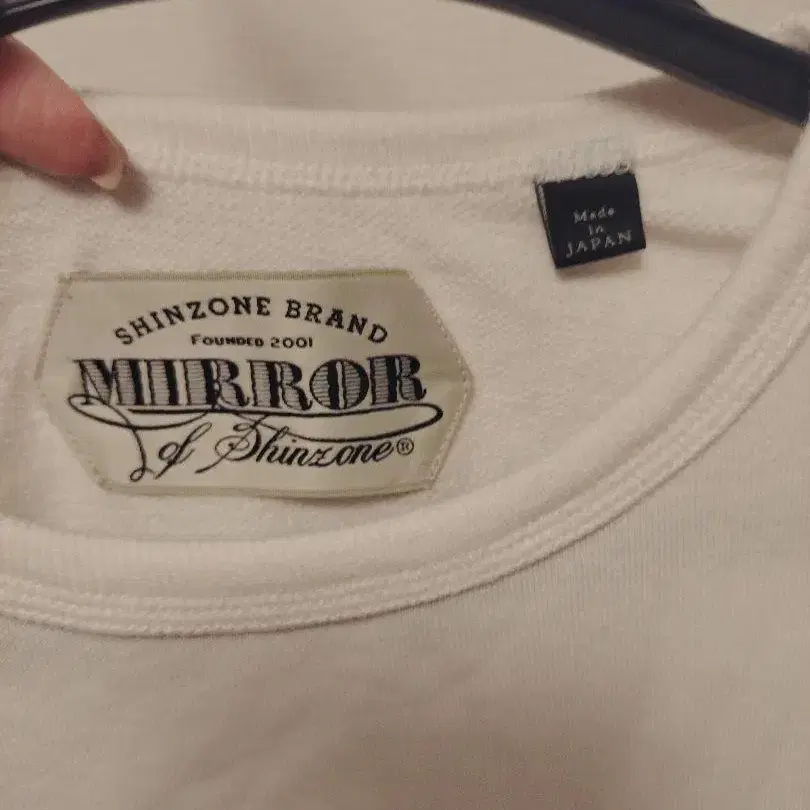 SHINZONE BRAND
FOUNDED 2001
MIRROR
of Shinzone®
Made
in
JAPAN